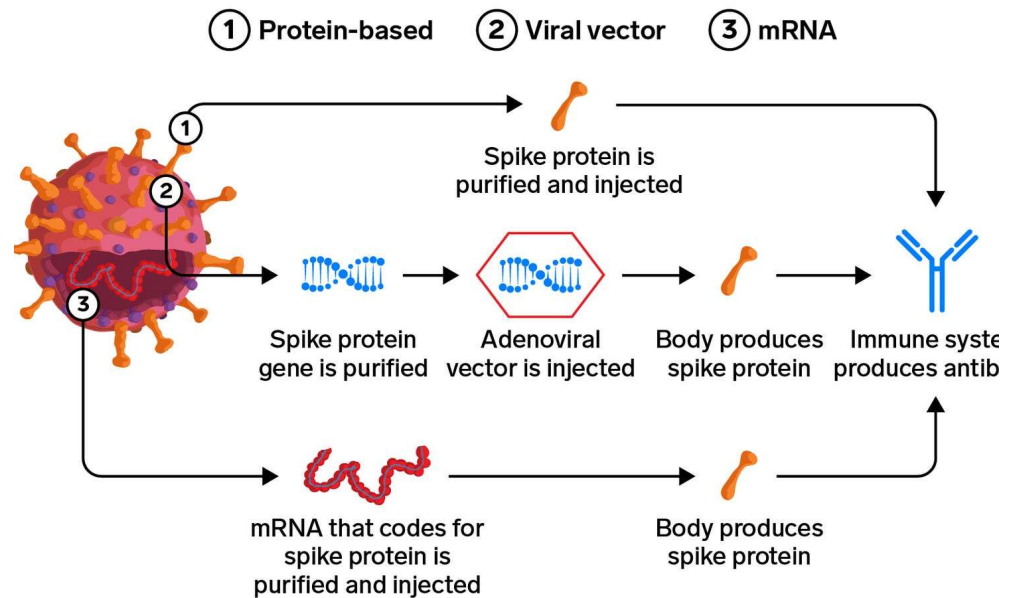 1 Protein-based
2 Viral vector
3 mRNA
1
Spike protein is
purified and injected
2
3
Spike protein
gene is purified
Adenoviral
vector is injected
Body produces
spike protein
Immune syste
produces antib
mRNA that codes for
spike protein is
purified and injected
Body produces
spike protein